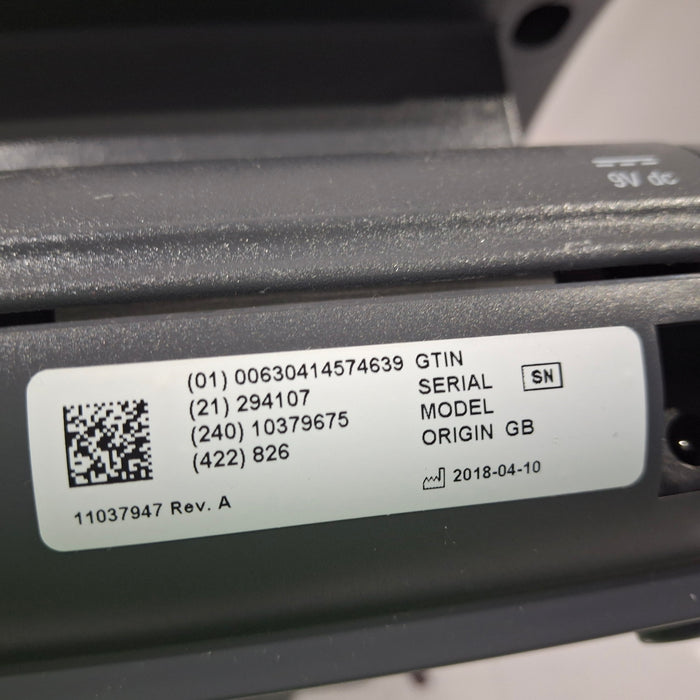 9V dc
(01) 00630414574639 GTIN
(21) 294107 SERIAL SN
(240) 10379675 MODEL
(422) 826 ORIGIN GB
2018-04-10
11037947 Rev. A